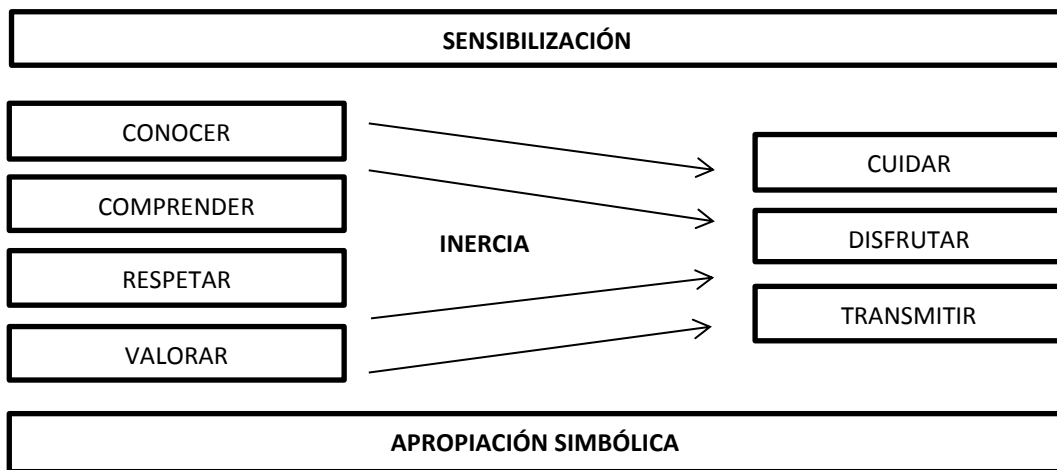 SENSIBILIZACIÓN
CONOCER
COMPRENDER
RESPETAR
VALORAR
INERCIA
CUIDAR
DISFRUTAR
TRANSMITIR
APROPIACIÓN SIMBÓLICA